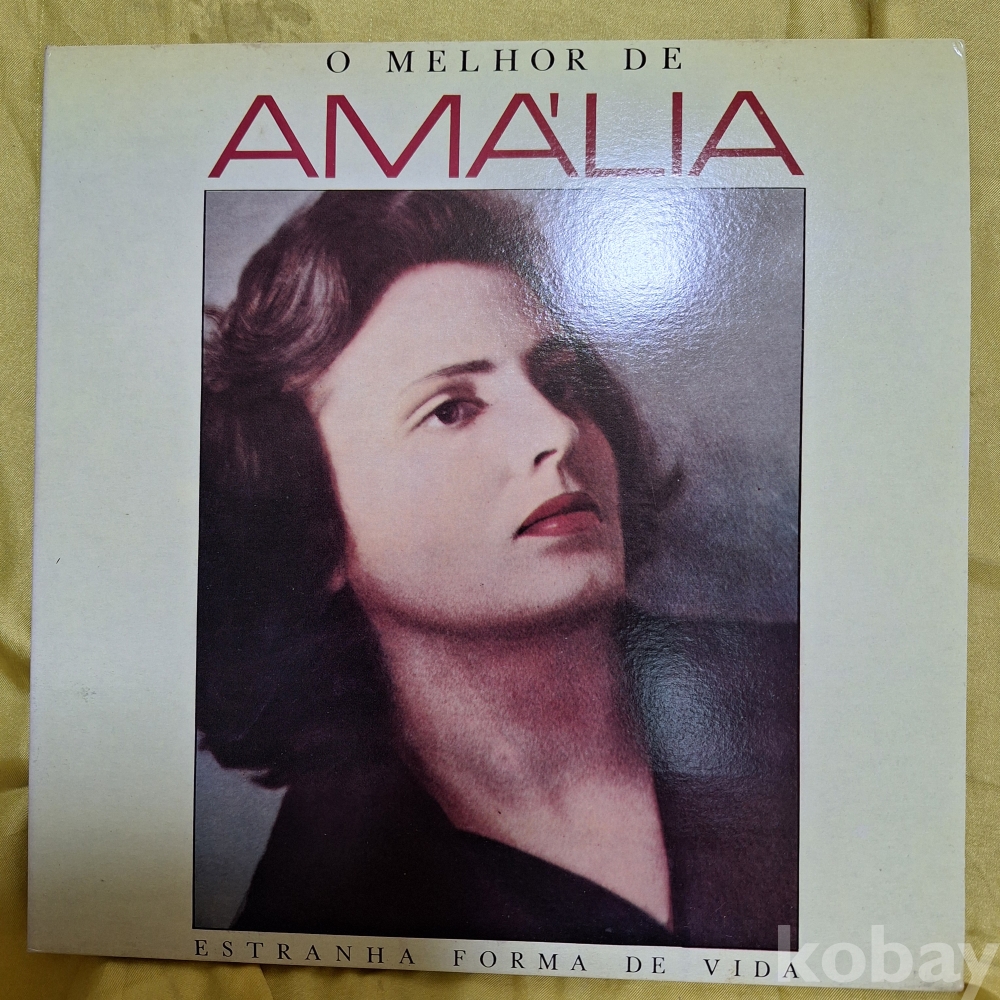 O MELHOR DE
AMÁLIA
ESTRANHA FORMA DE VIDA
kobay